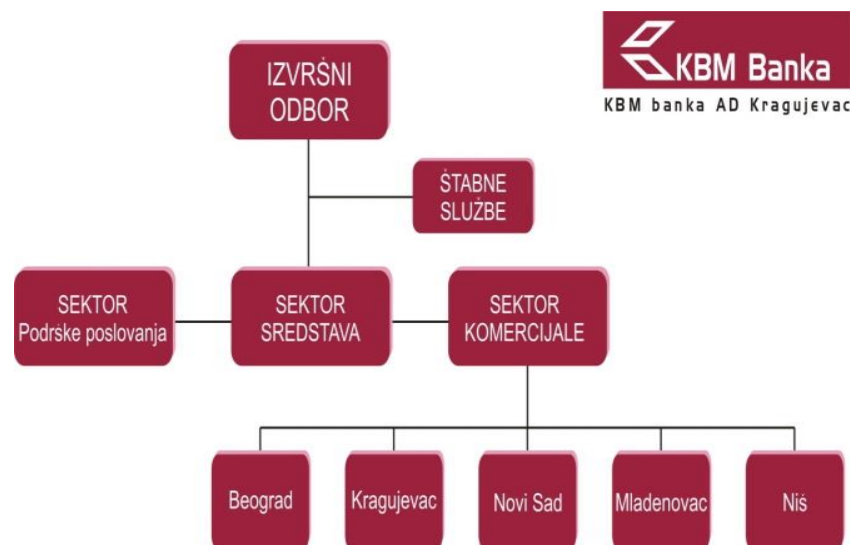 KBM Banka
KBM banka AD Kragujevac
IZVRŠNI
ODBOR
ŠTABNE
SLUŽBE
SEKTOR
Podrške poslovanja
SEKTOR
SREDSTAVA
SEKTOR
KOMERCIJALE
Beograd
Kragujevac
Novi Sad
Mladenovac
Niš